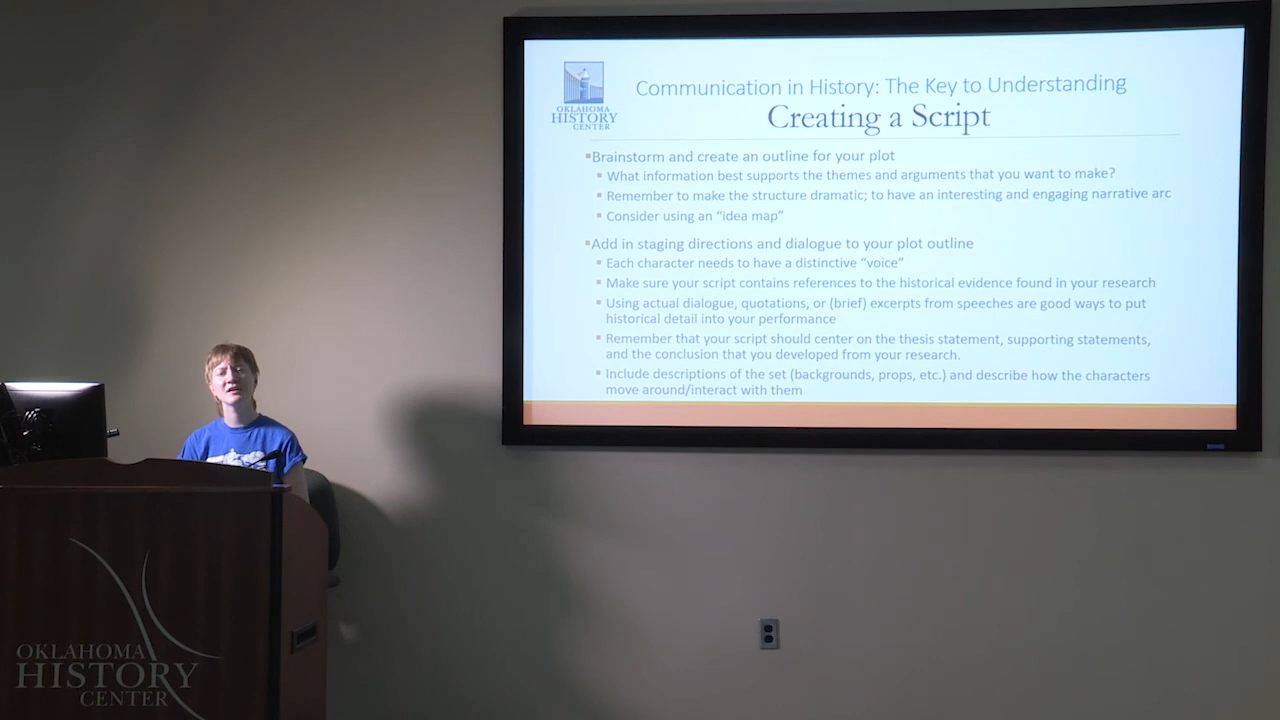 OKLAHOMA
HISTORY
CENTER
Communication in History: The Key to Understanding
Creating a Script
▪Brainstorm and create an outline for your plot
▪ What information best supports the themes and arguments that you want to make?
▪ Remember to make the structure dramatic; to have an interesting and engaging narrative arc
▪ Consider using an “idea map”
▪Add in staging directions and dialogue to your plot outline
▪ Each character needs to have a distinctive “voice”
▪ Make sure your script contains references to the historical evidence found in your research
▪ Using actual dialogue, quotations, or (brief) excerpts from speeches are good ways to put
historical detail into your performance
▪ Remember that your script should center on the thesis statement, supporting statements,
and the conclusion that you developed from your research.
▪ Include descriptions of the set (backgrounds, props, etc.) and describe how the characters
move around/interact with them
OKLAHOMA
HISTORY
CENTER